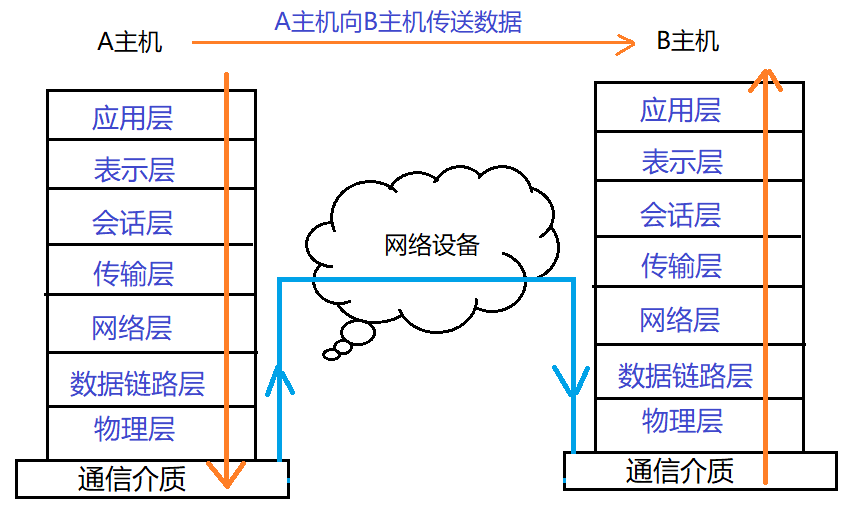 A主机向B主机传送数据
A主机
B主机
应用层
表示层
会话层
传输层
网络层
数据链路层
物理层
通信介质
网络设备
应用层
表示层
会话层
传输层
网络层
数据链路层
物理层
通信介质